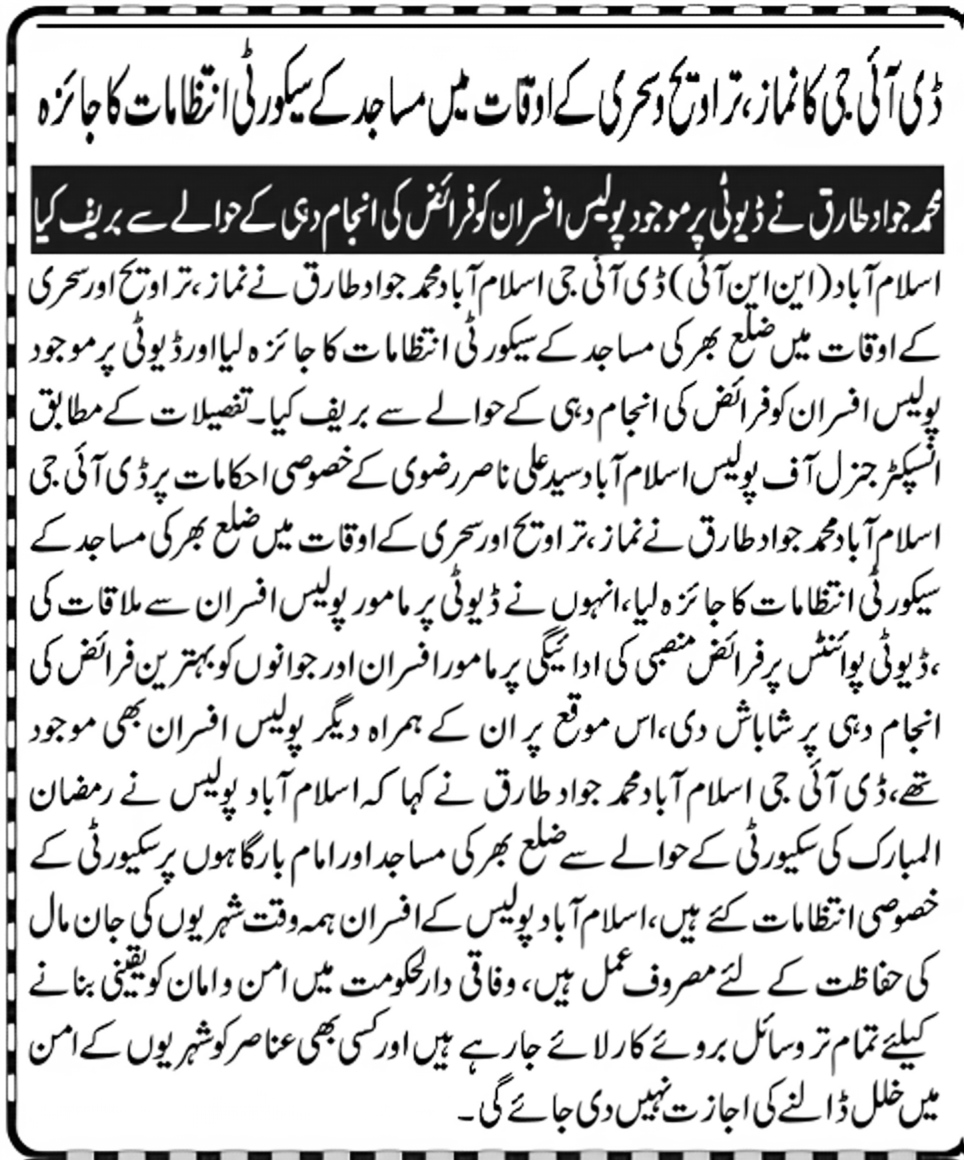 ڈی آئی جی کا نماز، تراویح وسحری کے اوقات میں مساجد کے سیکورٹی انتظامات کا جائزہ
محمد جواد طارق نے ڈیوٹی پر موجود پولیس افسران کو فرائض کی انجام دہی کے حوالے سے بریف کیا
اسلام آباد (این این آئی) ڈی آئی جی اسلام آباد محمد جواد طارق نے نماز، تراویح اور سحری
کے اوقات میں ضلع بھر کی مساجد کے سیکورٹی انتظامات کا جائزہ لیا اور ڈیوٹی پر موجود
پولیس افسران کو فرائض کی انجام دہی کے حوالے سے بریف کیا۔ تفصیلات کے مطابق
انسپکٹر جنرل آف پولیس اسلام آباد سید علی ناصر رضوی کے خصوصی احکامات پر ڈی آئی جی
اسلام آباد محمد جواد طارق نے نماز، تراویح اور سحری کے اوقات میں ضلع بھر کی مساجد کے
سیکورٹی انتظامات کا جائزہ لیا، انہوں نے ڈیوٹی پر مامور پولیس افسران سے ملاقات کی
، ڈیوٹی پوائنٹس پر فرائض منصبی کی ادائیگی پر مامور افسران ادر جوانوں کو بہترین فرائض کی
انجام دہی پر شاباش دی، اس موقع پر ان کے ہمراہ دیگر پولیس افسران بھی موجود
تھے، ڈی آئی جی اسلام آباد محمد جواد طارق نے کہا کہ اسلام آباد پولیس نے رمضان
المبارک کی سکیورٹی کے حوالے سے ضلع بھر کی مساجد اور امام بارگاہوں پر سکیورٹی کے
خصوصی انتظامات کئے ہیں، اسلام آباد پولیس کے افسران ہمہ وقت شہریوں کی جان مال
کی حفاظت کے لئے مصروف عمل ہیں، وفاقی دارلحکومت میں امن و امان کو یقینی بنانے
کیلئے تمام تر وسائل بروئے کار لائے جا رہے ہیں اور کسی بھی عناصر کو شہریوں کے امن
میں خلل ڈالنے کی اجازت نہیں دی جائے گی۔